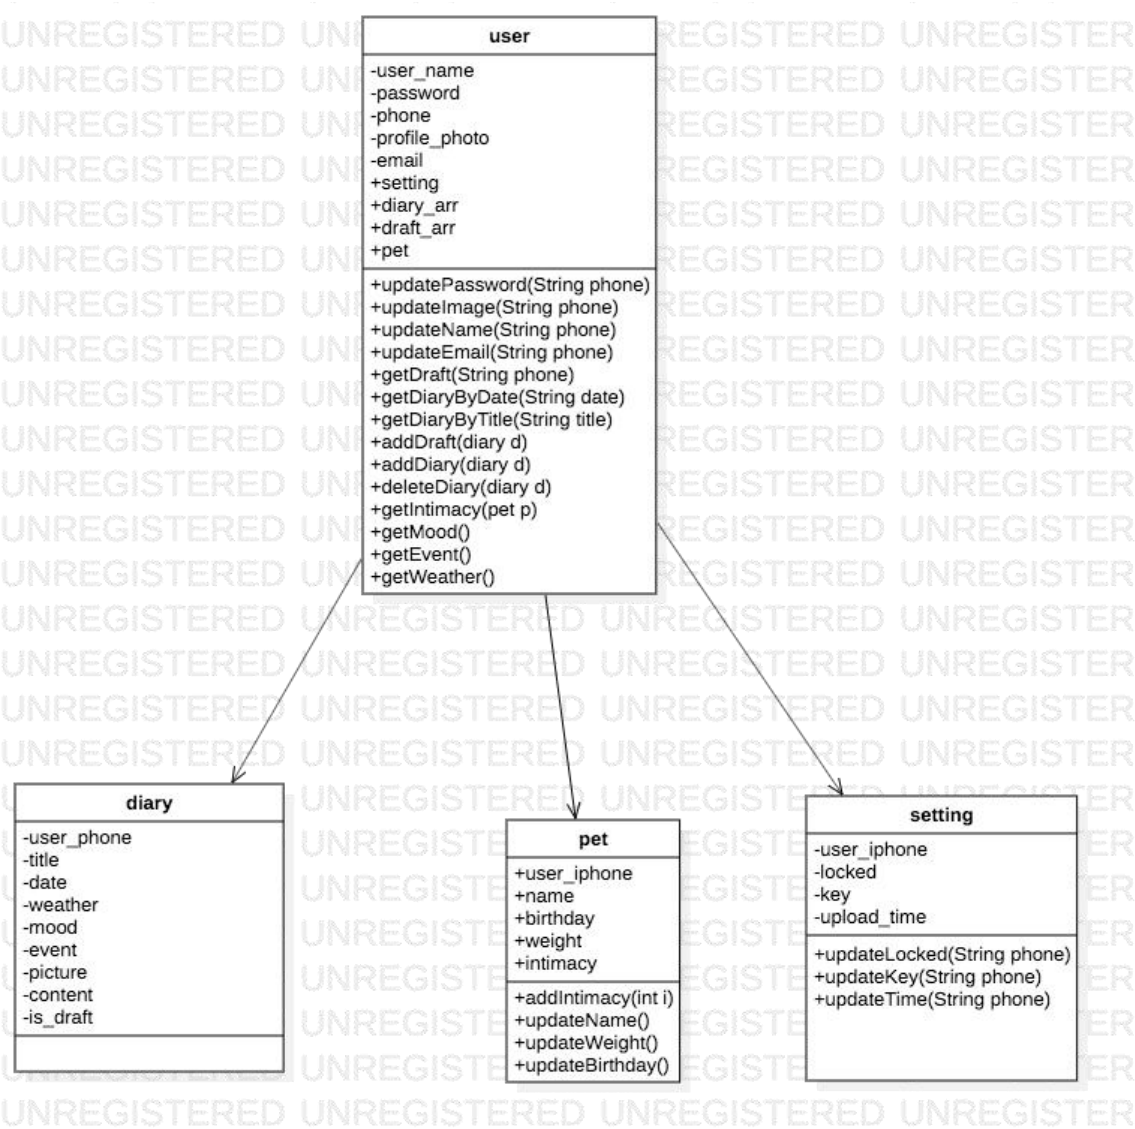 user
-user_name
-password
-phone
-profile_photo
-email
+setting
+diary_arr
+draft_arr
+pet
+updatePassword(String phone)
+updateImage(String phone)
+updateName(String phone)
+updateEmail(String phone)
+getDraft(String phone)
+getDiaryByDate(String date)
+getDiaryByTitle(String title)
+addDraft(diary d)
+addDiary(diary d)
+deleteDiary(diary d)
+getIntimacy(pet p)
+getMood()
+getEvent()
+getWeather()
diary
-user_phone
-title
-date
-weather
-mood
-event
-picture
-content
-is_draft
pet
+user_iphone
+name
+birthday
+weight
+intimacy
+addIntimacy(int i)
+updateName()
+updateWeight()
+updateBirthday()
setting
-user_iphone
-locked
-key
-upload_time
+updateLocked(String phone)
+updateKey(String phone)
+updateTime(String phone)
UNREGISTERED